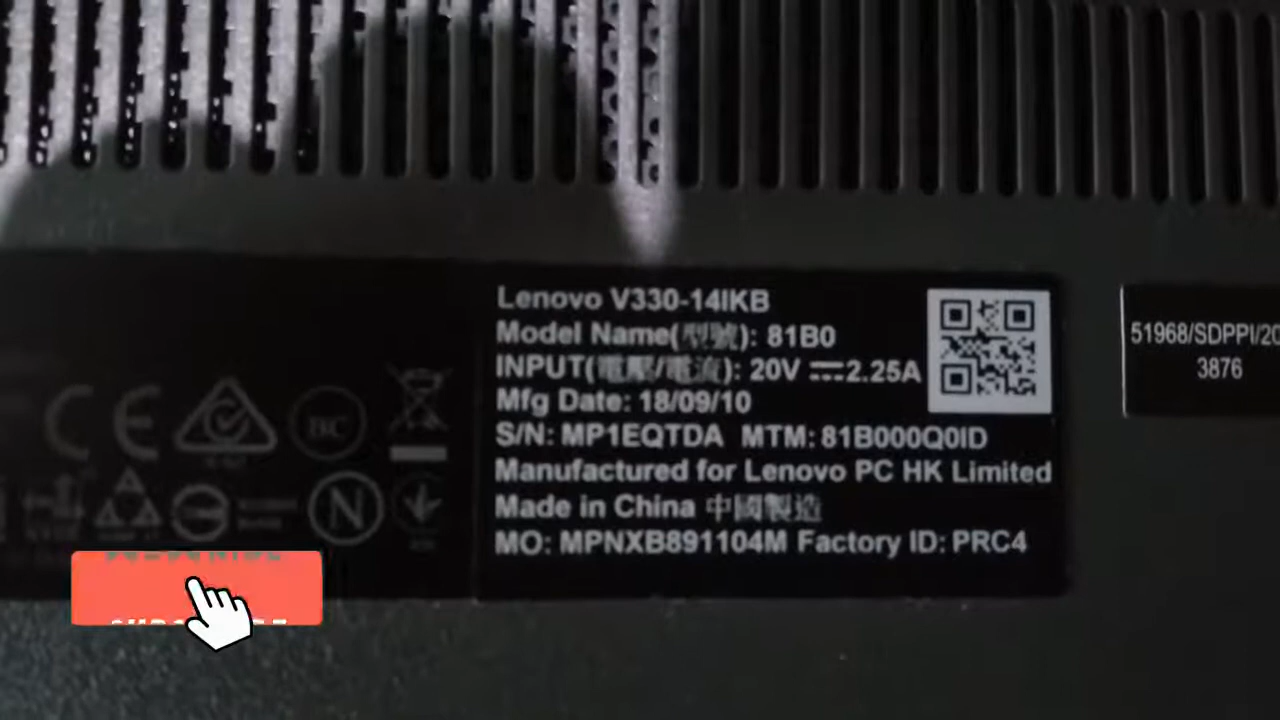 Lenovo V330-14IKB
Model Name(型號): 81B0
INPUT(電壓/電流): 20V ⎓2.25A
Mfg Date: 18/09/10
S/N: MP1EQTDA MTM: 81B000Q0ID
Manufactured for Lenovo PC HK Limited
Made in China 中國製造
MO: MPNXB891104M Factory ID: PRC4
51968/SDPPI/20
3876
RC
N